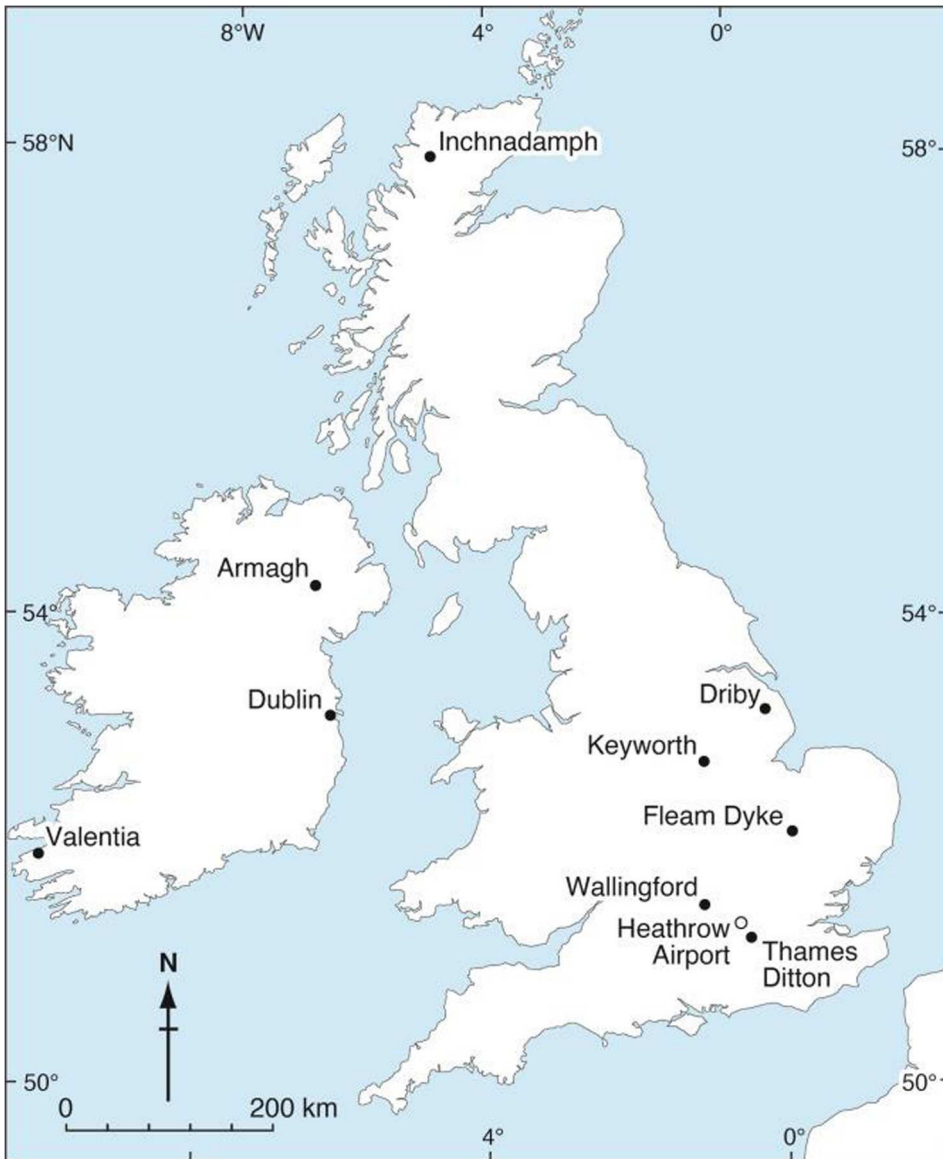 8°W
4°
0°
58°N
58°
Inchnadamph
Armagh
54°
54°
Dublin
Driby
Keyworth
Fleam Dyke
Valentia
Wallingford
Heathrow
Airport
Thames
Ditton
N
50°
50°
0
200 km
4°
0°